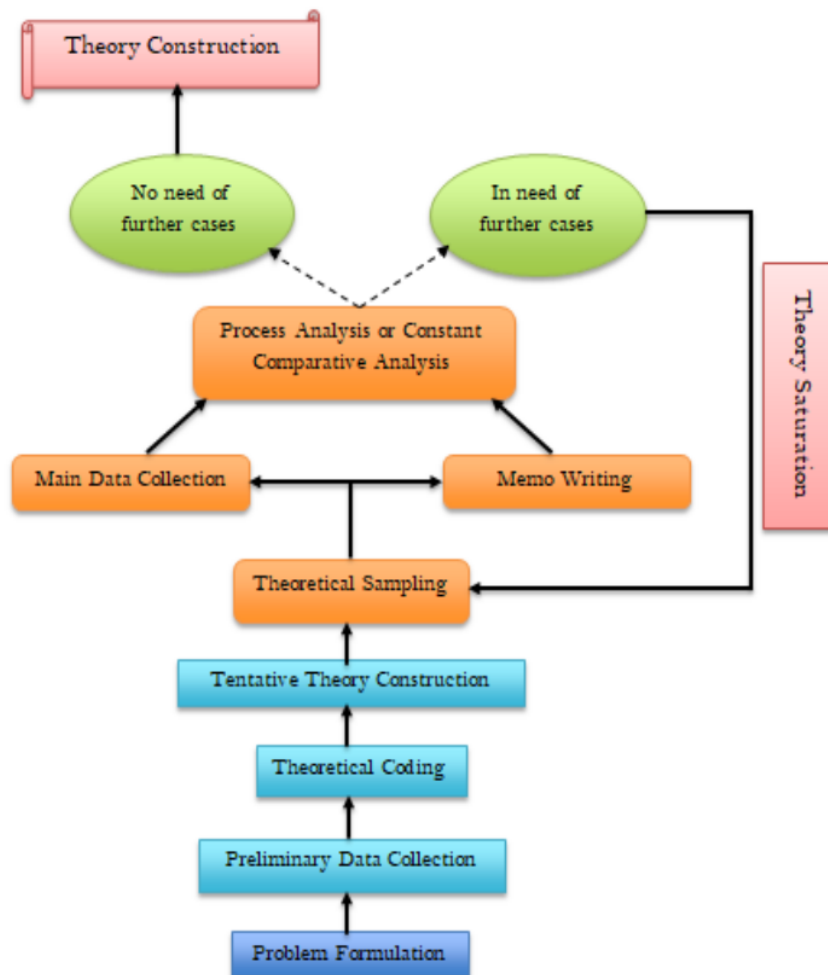 Theory Construction
No need of
further cases
In need of
further cases
Theory Saturation
Process Analysis or Constant
Comparative Analysis
Main Data Collection
Memo Writing
Theoretical Sampling
Tentative Theory Construction
Theoretical Coding
Preliminary Data Collection
Problem Formulation